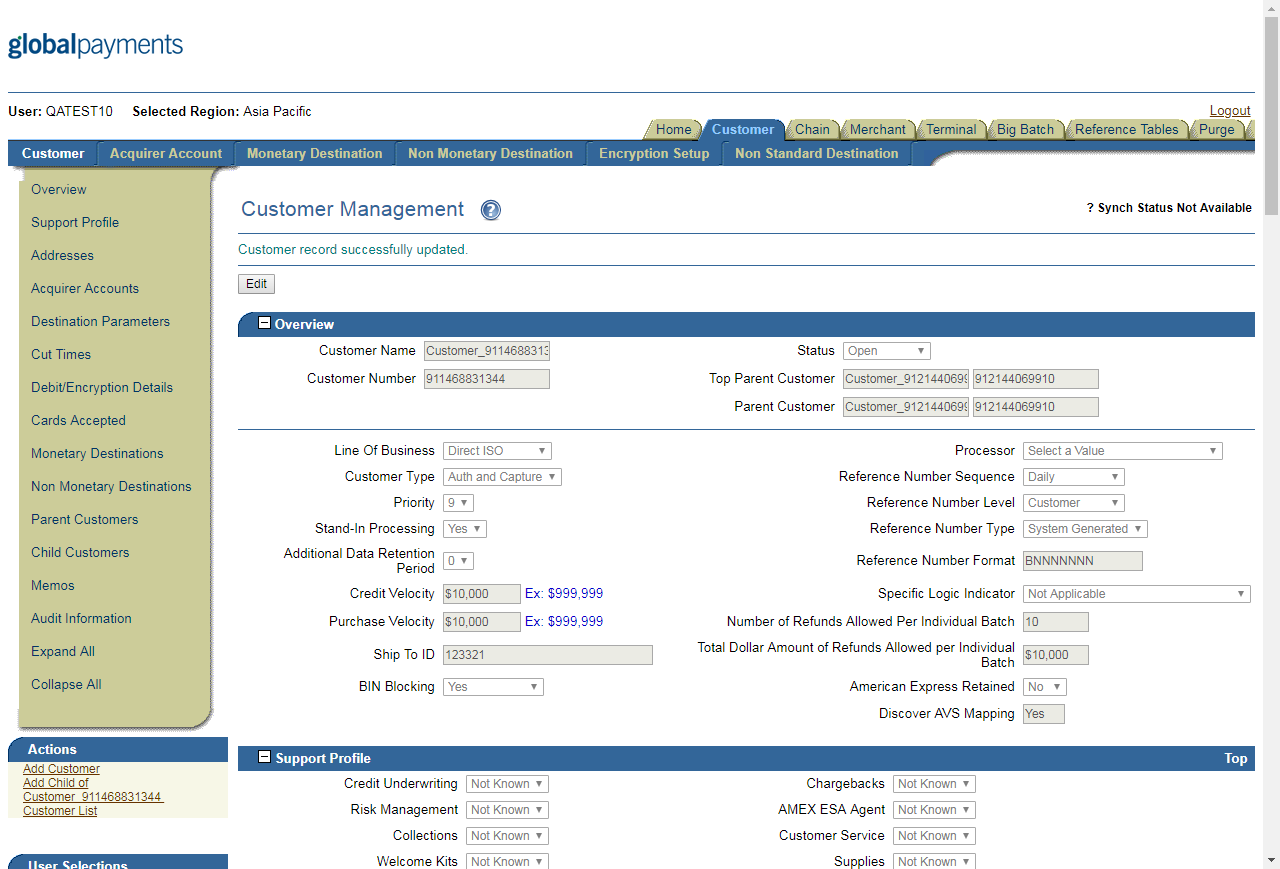 globalpayments
User: QATEST10 Selected Region: Asia Pacific
Logout
Home Customer Chain Merchant Terminal Big Batch Reference Tables Purge
Customer Acquirer Account Monetary Destination Non Monetary Destination Encryption Setup Non Standard Destination
Overview
Support Profile
Addresses
Acquirer Accounts
Destination Parameters
Cut Times
Debit/Encryption Details
Cards Accepted
Monetary Destinations
Non Monetary Destinations
Parent Customers
Child Customers
Memos
Audit Information
Expand All
Collapse All
Actions
Add Customer
Add Child of
Customer_911468831344
Customer List
User Selections
Customer Management ?
? Synch Status Not Available
Customer record successfully updated.
Edit
Overview
Customer Name Customer_911468831 Status Open
Customer Number 911468831344 Top Parent Customer Customer_912144069 912144069910
Parent Customer Customer_912144069 912144069910
Line Of Business Direct ISO Processor Select a Value
Customer Type Auth and Capture Reference Number Sequence Daily
Priority 9 Reference Number Level Customer
Stand-In Processing Yes Reference Number Type System Generated
Additional Data Retention
Period 0 Reference Number Format BNNNNNNN
Credit Velocity $10,000 Ex: $999,999 Specific Logic Indicator Not Applicable
Purchase Velocity $10,000 Ex: $999,999 Number of Refunds Allowed Per Individual Batch 10
Ship To ID 123321 Total Dollar Amount of Refunds Allowed per Individual
Batch $10,000
BIN Blocking Yes American Express Retained No
Discover AVS Mapping Yes
Support Profile Top
Credit Underwriting Not Known Chargebacks Not Known
Risk Management Not Known AMEX ESA Agent Not Known
Collections Not Known Customer Service Not Known
Welcome Kits Not Known Supplies Not Known